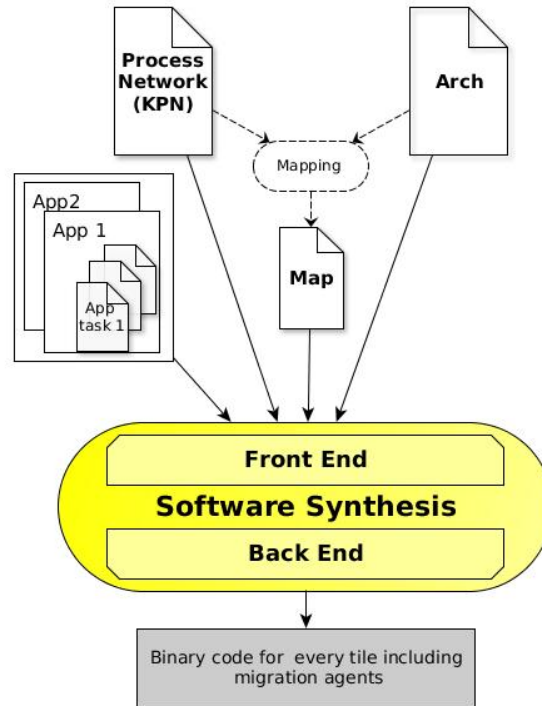 Process
Network
(KPN)
Arch
Mapping
App2
App 1
App
task 1
Map
Front End
Software Synthesis
Back End
Binary code for every tile including
migration agents